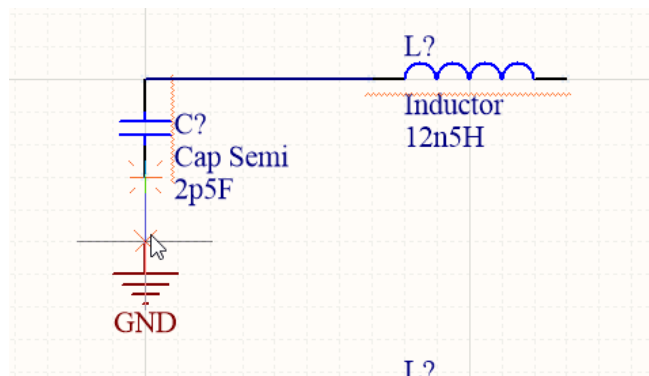 L?
Inductor
12n5H
C?
Cap Semi
2p5F
GND
L?